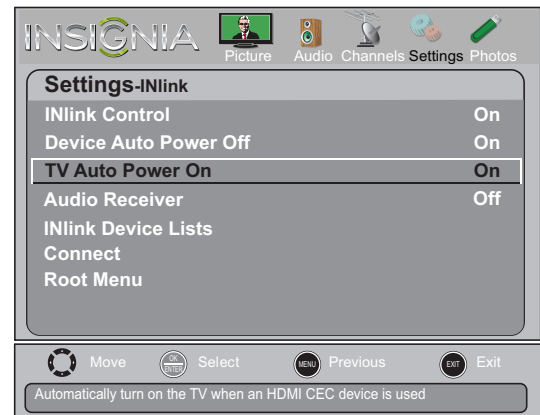 INSIGNIA
Picture Audio Channels Settings Photos
Settings-INlink
INlink Control On
Device Auto Power Off On
TV Auto Power On On
Audio Receiver Off
INlink Device Lists
Connect
Root Menu
Move OK ENTER Select MENU Previous EXIT Exit
Automatically turn on the TV when an HDMI CEC device is used